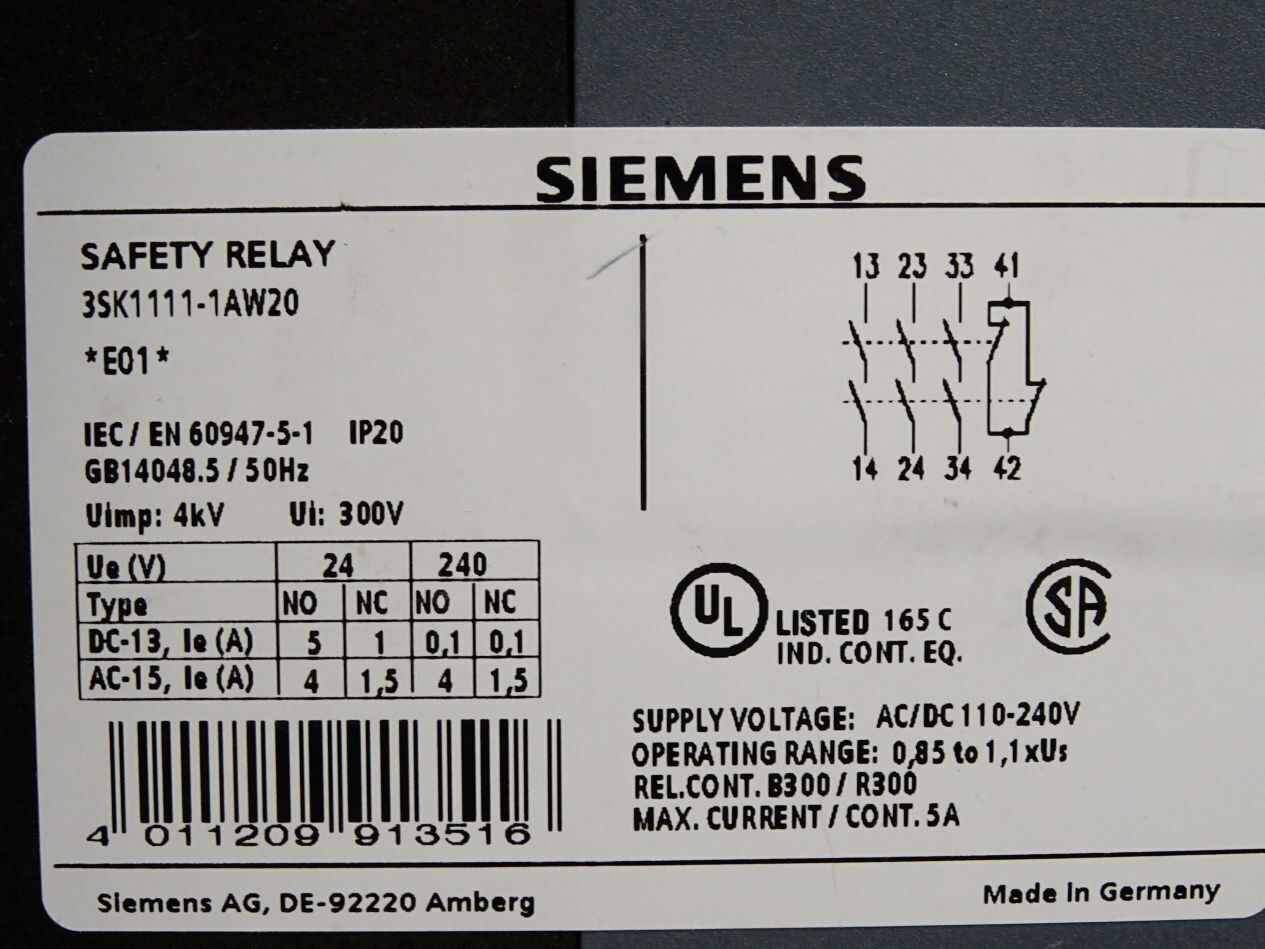 SIEMENS
SAFETY RELAY
3SK1111-1AW20
*E01*
IEC / EN 60947-5-1 IP20
GB14048.5 / 50Hz
Uimp: 4kV Ui: 300V
Ue (V) 24 240
Type NO NC NO NC
DC-13, Ie (A) 5 1 0,1 0,1
AC-15, Ie (A) 4 1,5 4 1,5
4 011209 913516
13 23 33 41
14 24 34 42
UL LISTED 165 C
IND. CONT. EQ.
SA
SUPPLY VOLTAGE: AC/DC 110-240V
OPERATING RANGE: 0,85 to 1,1xUs
REL.CONT. B300 / R300
MAX. CURRENT / CONT. 5A
Siemens AG, DE-92220 Amberg
Made in Germany